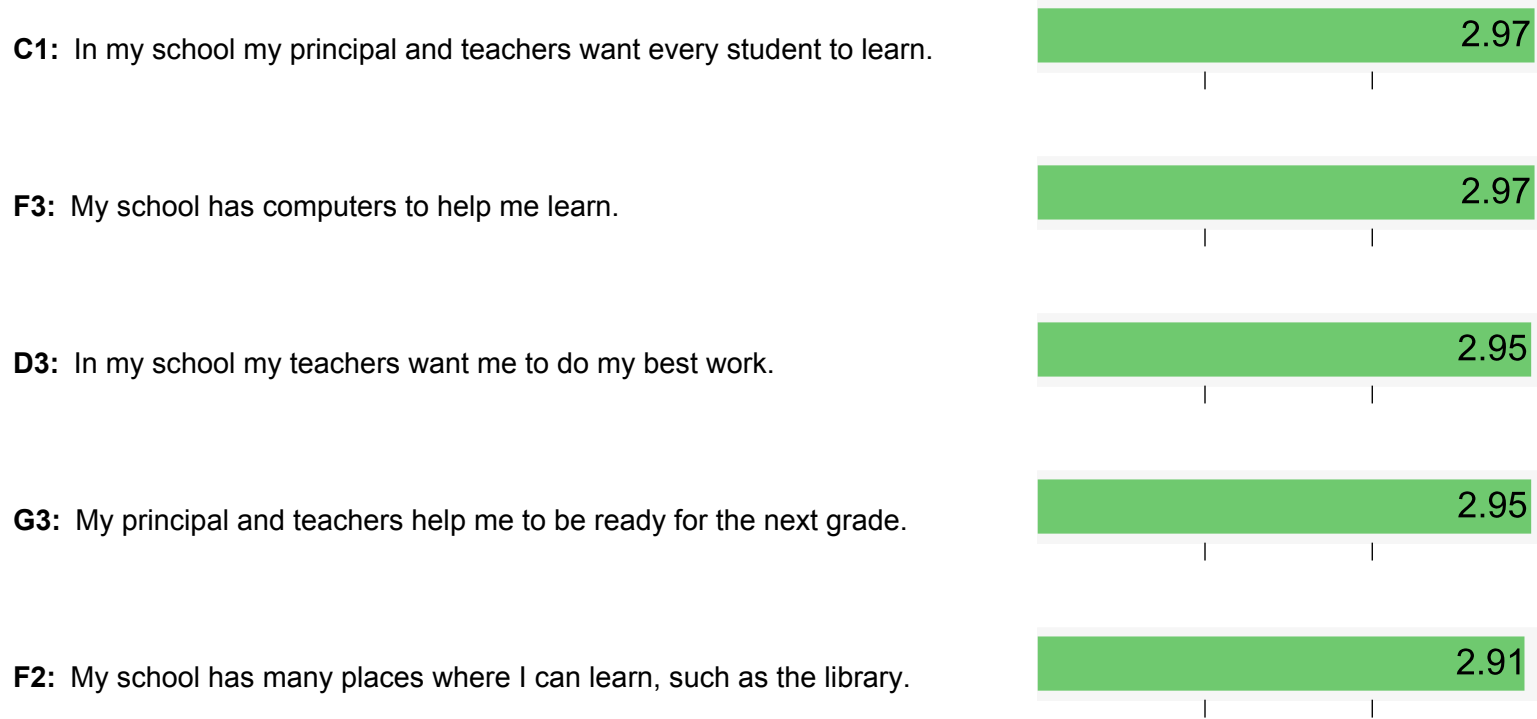 C1: In my school my principal and teachers want every student to learn. 2.97
F3: My school has computers to help me learn. 2.97
D3: In my school my teachers want me to do my best work. 2.95
G3: My principal and teachers help me to be ready for the next grade. 2.95
F2: My school has many places where I can learn, such as the library. 2.91